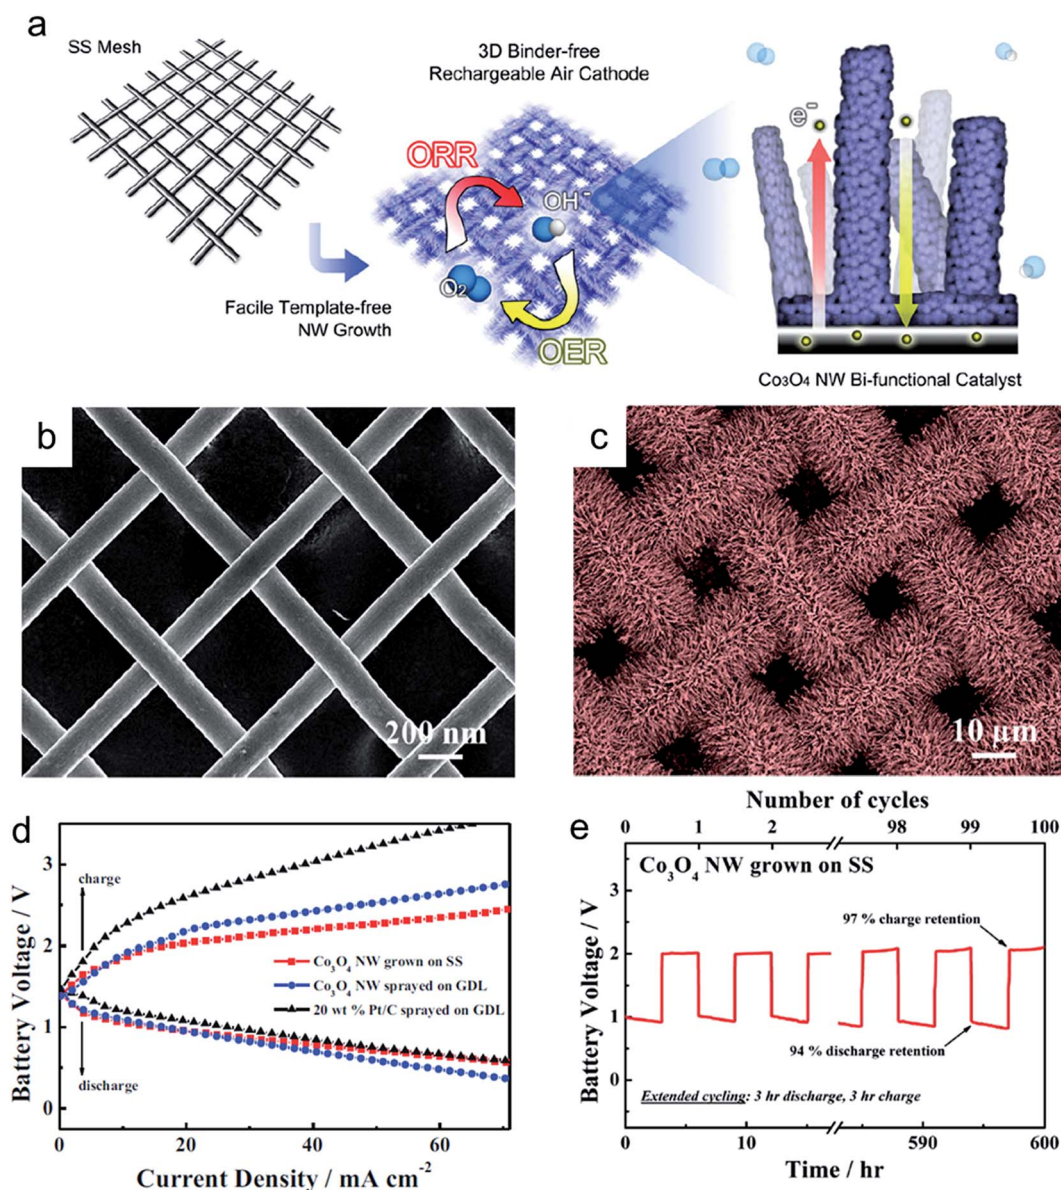 a
SS Mesh
3D Binder-free
Rechargeable Air Cathode
ORR
OH⁻
O₂
OER
e⁻
Facile Template-free
NW Growth
Co₃O₄ NW Bi-functional Catalyst
b
200 nm
c
10 µm
d
3
2
1
0
Battery Voltage / V
charge
discharge
Co₃O₄ NW grown on SS
Co₃O₄ NW sprayed on GDL
20 wt % Pt/C sprayed on GDL
0 20 40 60
Current Density / mA cm⁻²
e
Number of cycles
0 1 2 98 99 100
Co₃O₄ NW grown on SS
3
2
1
0
Battery Voltage / V
97 % charge retention
94 % discharge retention
Extended cycling: 3 hr discharge, 3 hr charge
0 10 590 600
Time / hr